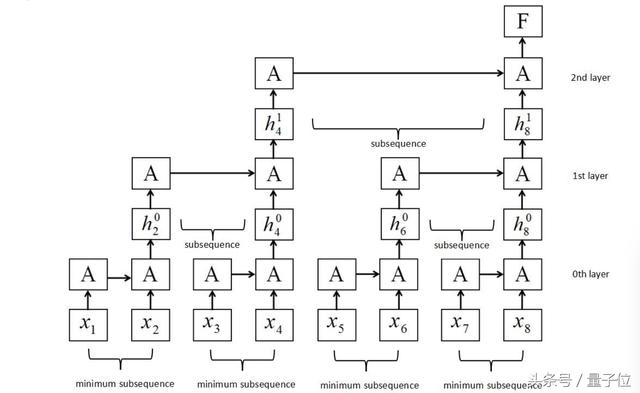 F
A A 2nd layer
h₄¹ h₈¹
subsequence
A A A A 1st layer
h₂⁰ h₄⁰ h₆⁰ h₈⁰
subsequence subsequence
A A A A A A A A 0th layer
x₁ x₂ x₃ x₄ x₅ x₆ x₇ x₈
minimum subsequence minimum subsequence minimum subsequence minimum subsequence
头条号 / 量子位